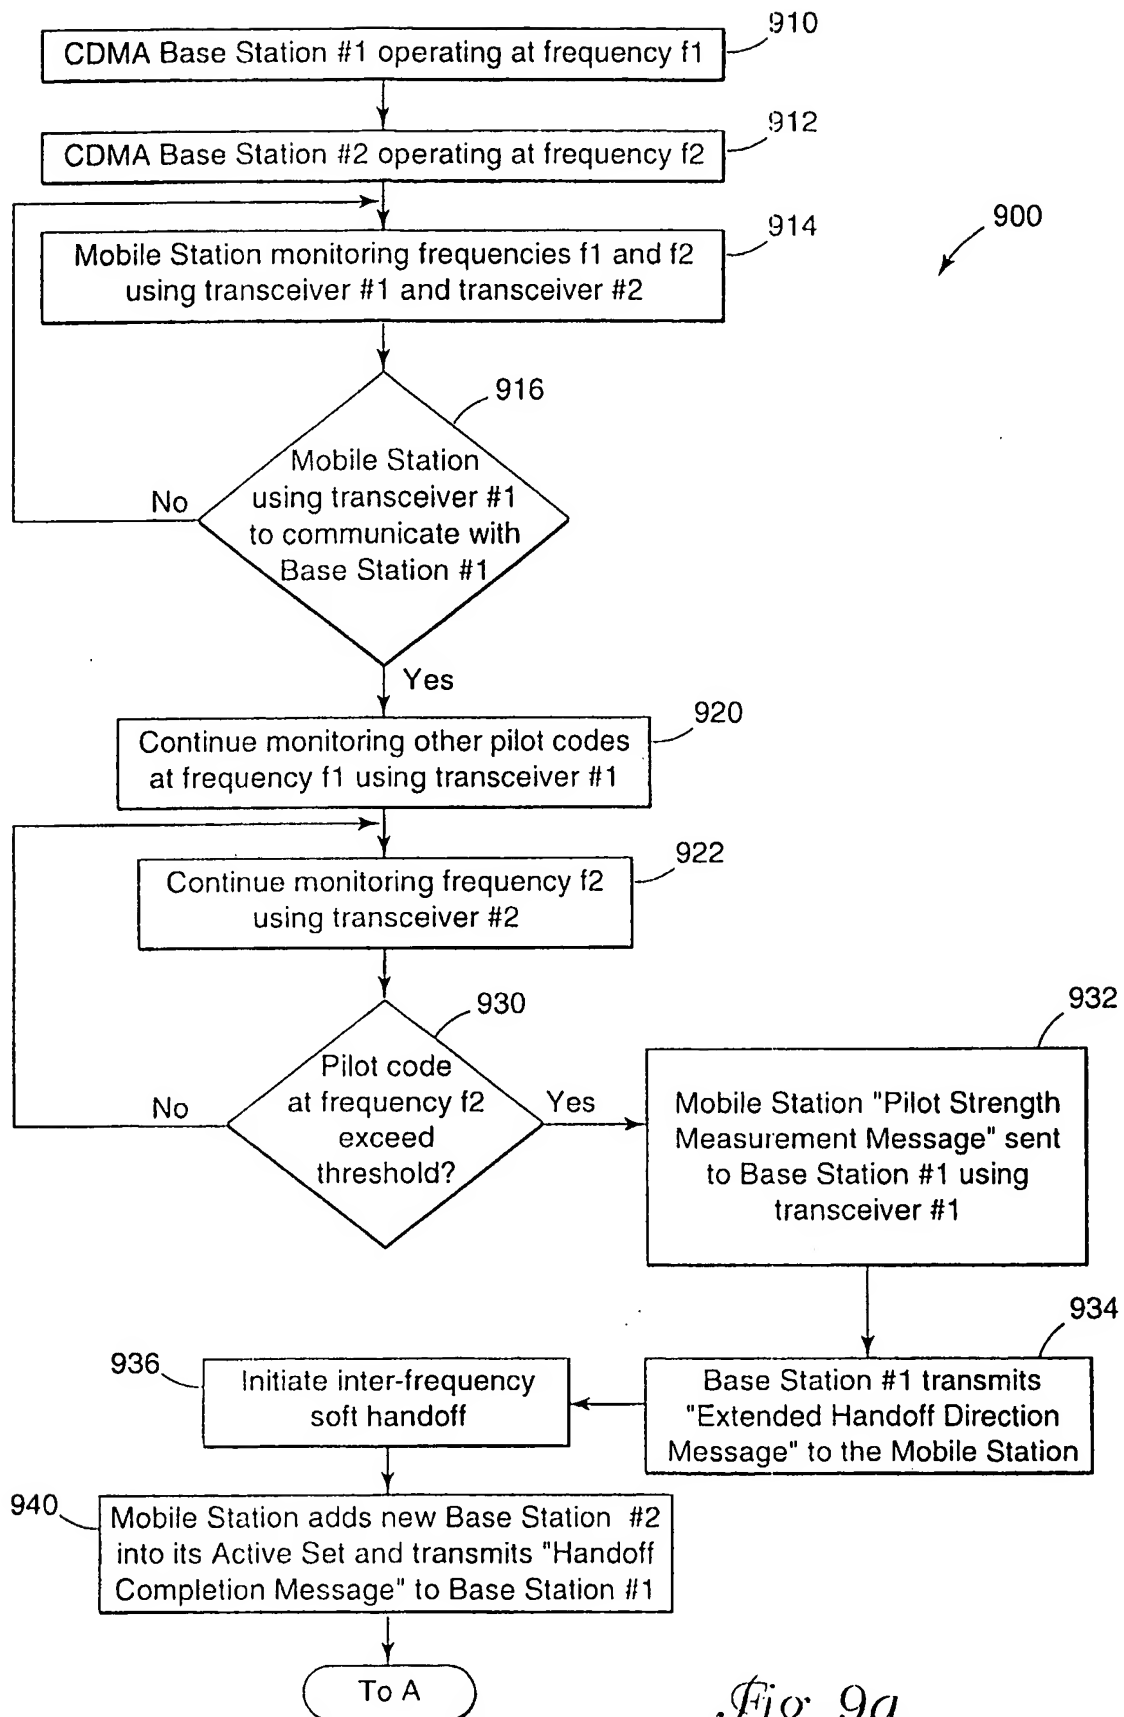 910
CDMA Base Station #1 operating at frequency f1
912
CDMA Base Station #2 operating at frequency f2
914
Mobile Station monitoring frequencies f1 and f2
using transceiver #1 and transceiver #2
900
916
Mobile Station
using transceiver #1
to communicate with
Base Station #1
No
Yes
920
Continue monitoring other pilot codes
at frequency f1 using transceiver #1
922
Continue monitoring frequency f2
using transceiver #2
930
Pilot code
at frequency f2
exceed
threshold?
No
Yes
932
Mobile Station "Pilot Strength
Measurement Message" sent
to Base Station #1 using
transceiver #1
934
Base Station #1 transmits
"Extended Handoff Direction
Message" to the Mobile Station
936
Initiate inter-frequency
soft handoff
940
Mobile Station adds new Base Station #2
into its Active Set and transmits "Handoff
Completion Message" to Base Station #1
To A
Fig. 9a